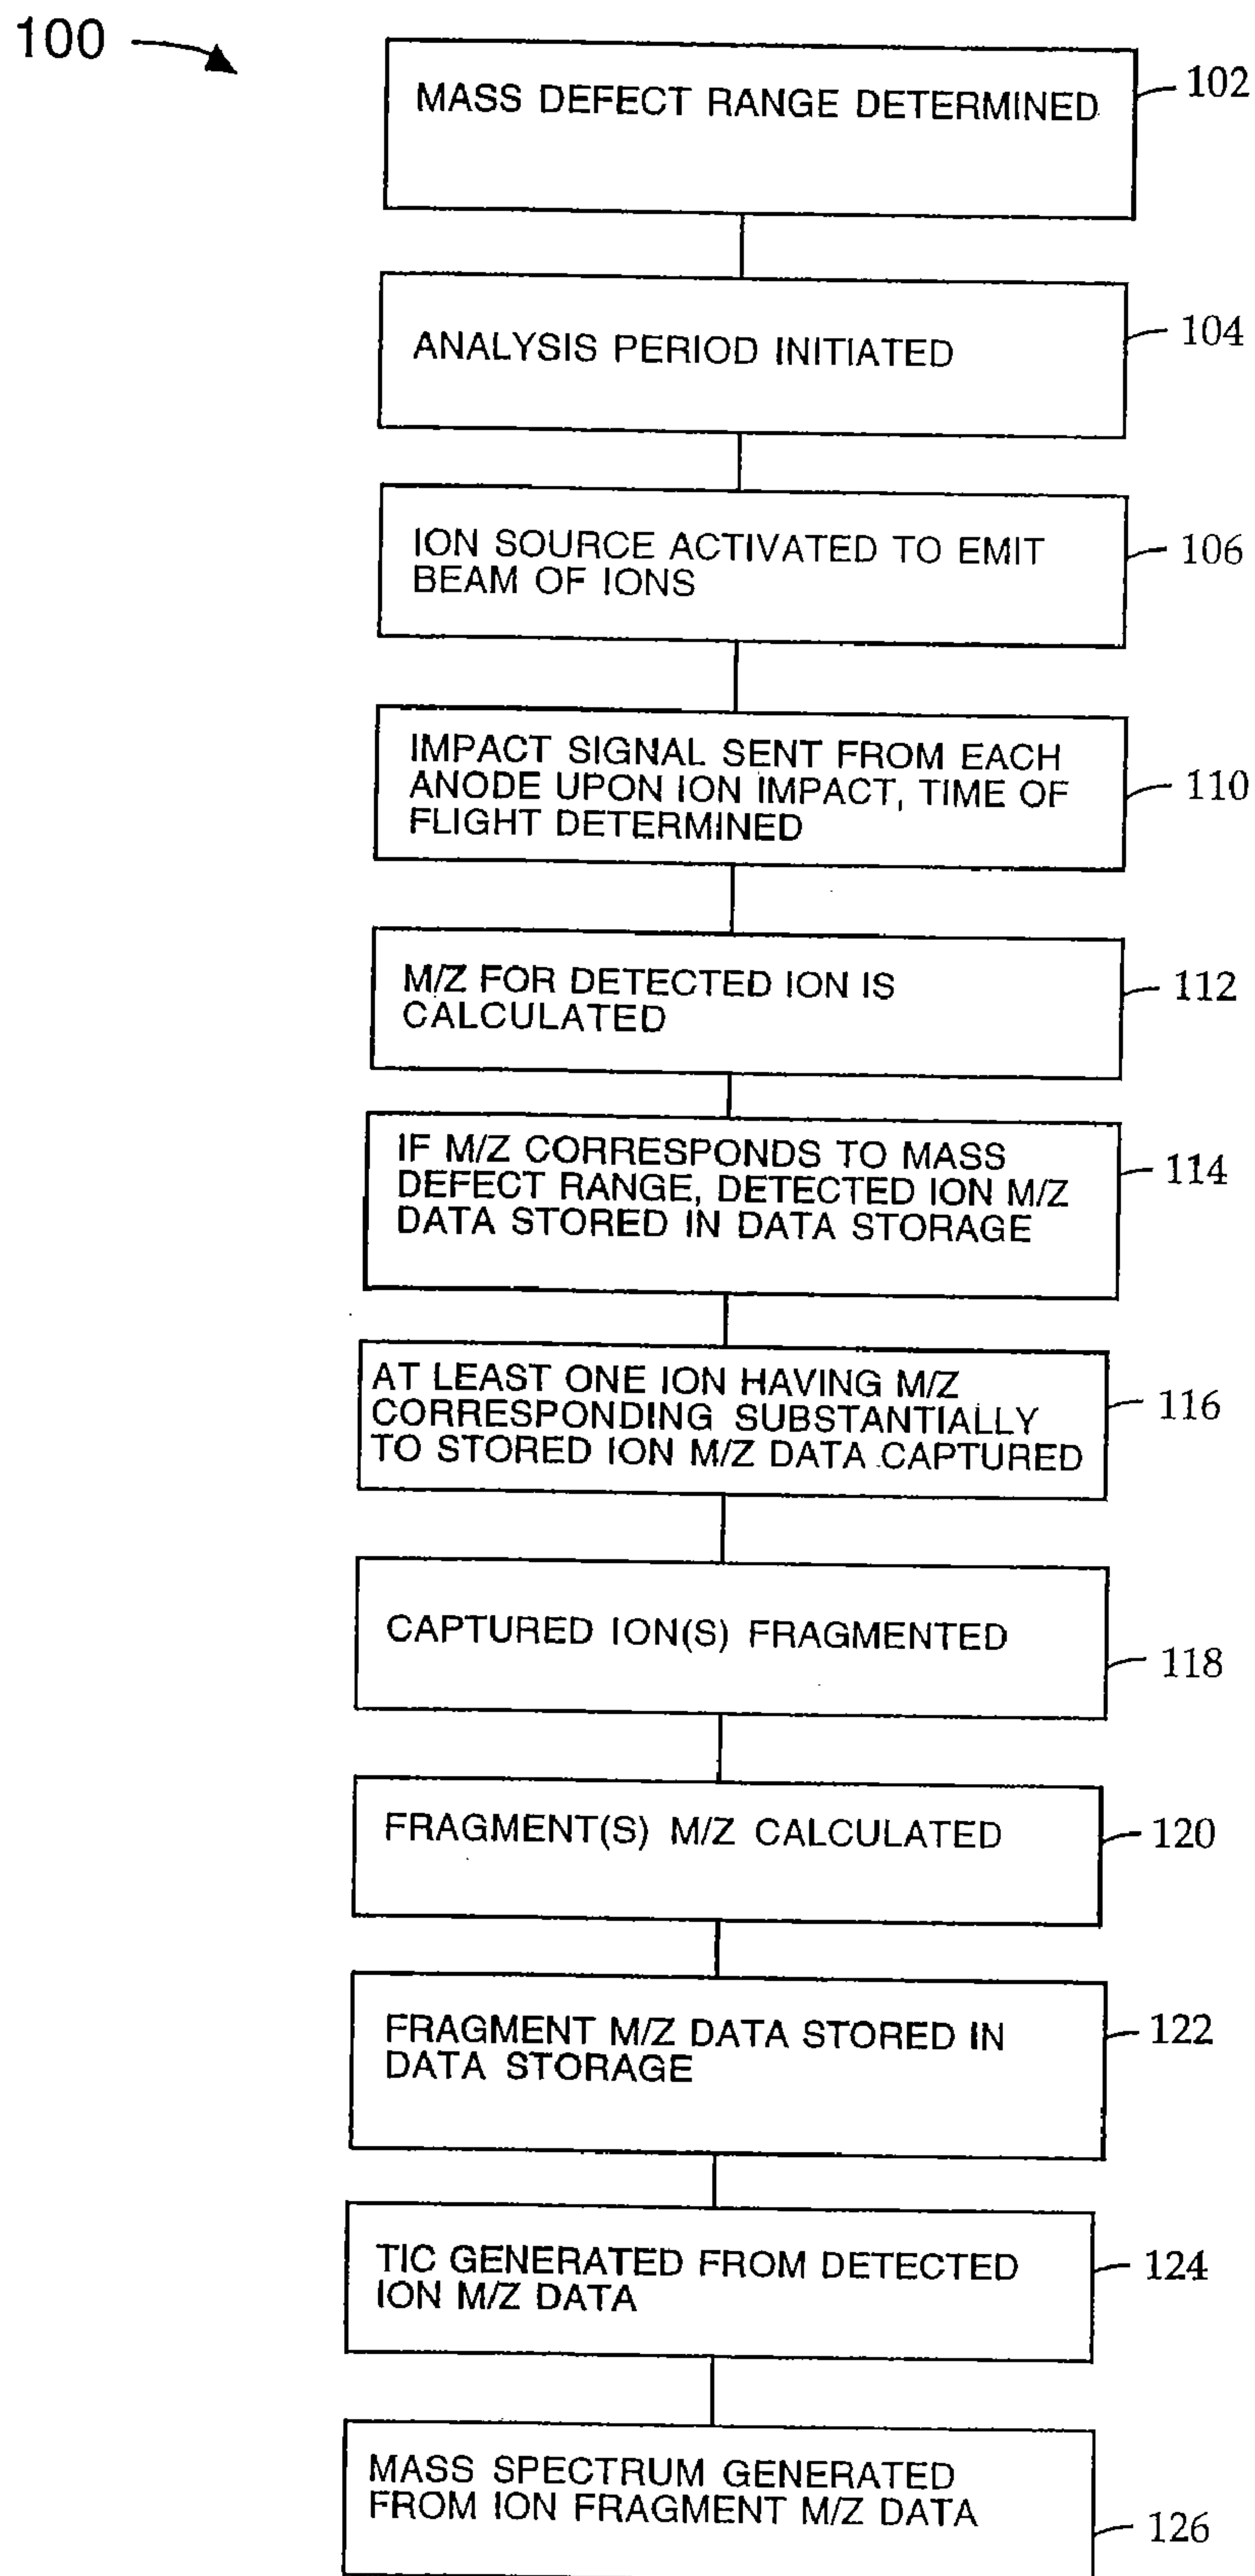 100
MASS DEFECT RANGE DETERMINED
102
ANALYSIS PERIOD INITIATED
104
ION SOURCE ACTIVATED TO EMIT
BEAM OF IONS
106
IMPACT SIGNAL SENT FROM EACH
ANODE UPON ION IMPACT, TIME OF
FLIGHT DETERMINED
110
M/Z FOR DETECTED ION IS
CALCULATED
112
IF M/Z CORRESPONDS TO MASS
DEFECT RANGE, DETECTED ION M/Z
DATA STORED IN DATA STORAGE
114
AT LEAST ONE ION HAVING M/Z
CORRESPONDING SUBSTANTIALLY
TO STORED ION M/Z DATA CAPTURED
116
CAPTURED ION(S) FRAGMENTED
118
FRAGMENT(S) M/Z CALCULATED
120
FRAGMENT M/Z DATA STORED IN
DATA STORAGE
122
TIC GENERATED FROM DETECTED
ION M/Z DATA
124
MASS SPECTRUM GENERATED
FROM ION FRAGMENT M/Z DATA
126